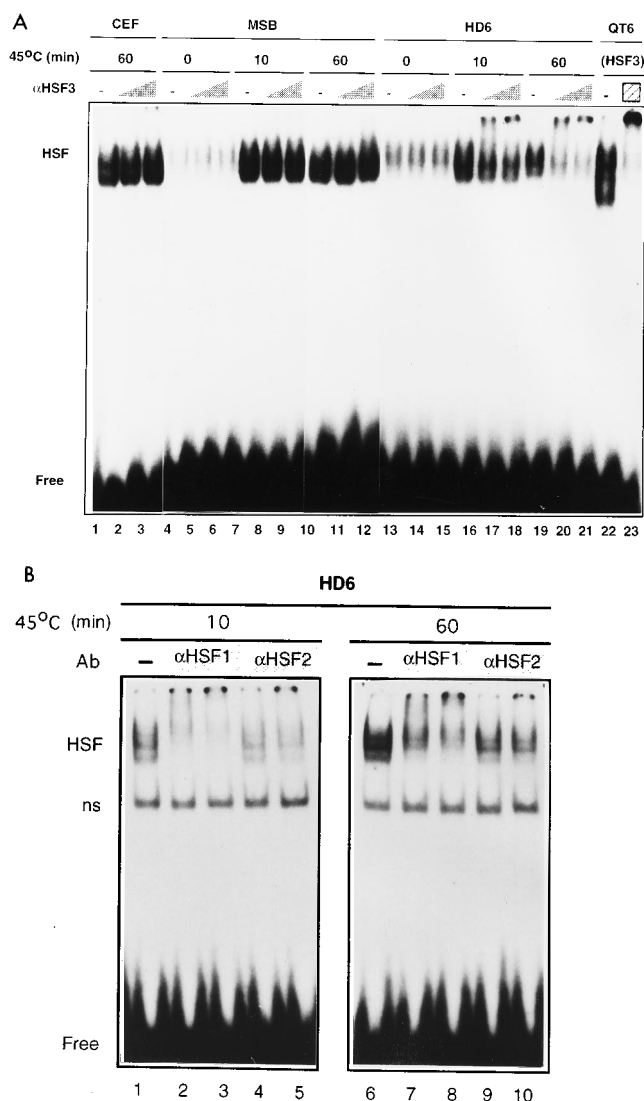 A
CEF MSB HD6 QT6
45°C (min) 60 0 10 60 0 10 60 (HSF3)
αHSF3 - - - - - - - -
HSF
Free
1 2 3 4 5 6 7 8 9 10 11 12 13 14 15 16 17 18 19 20 21 22 23
B
HD6
45°C (min) 10 60
Ab – αHSF1 αHSF2 – αHSF1 αHSF2
HSF
ns
Free
1 2 3 4 5 6 7 8 9 10